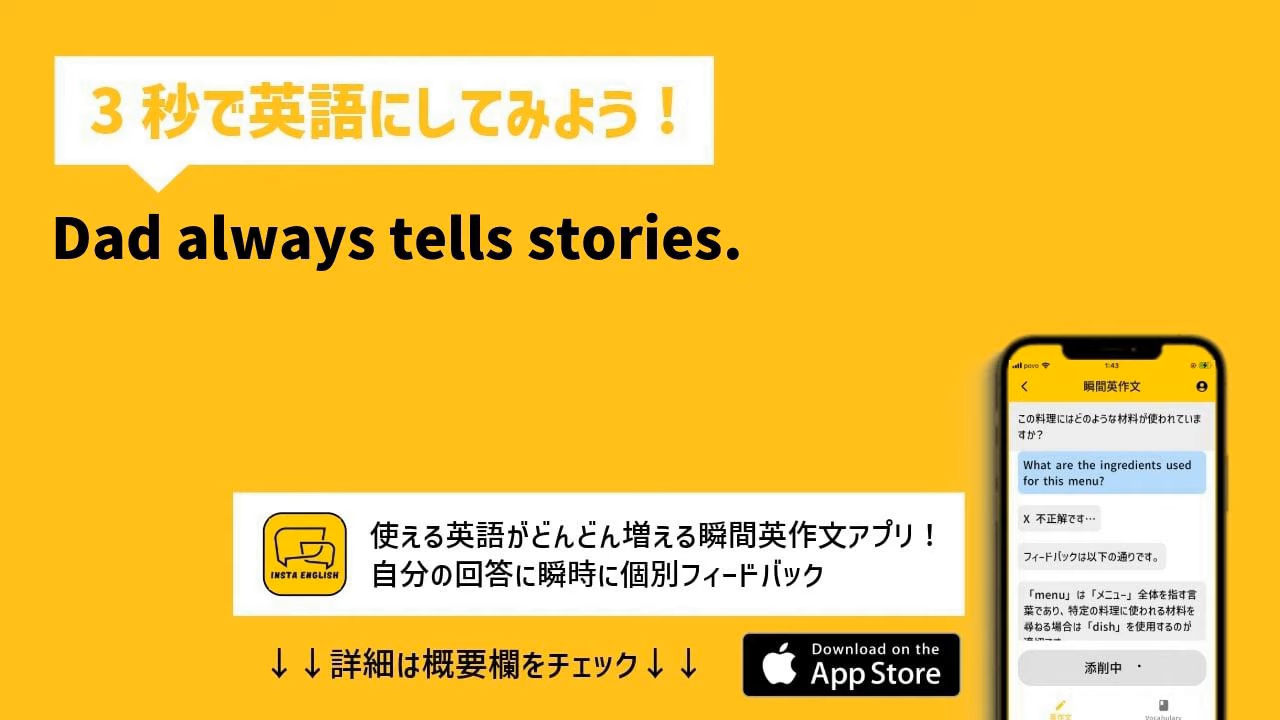 3 秒で英語にしてみよう！
Dad always tells stories.
povo 1:43
瞬間英作文
この料理にはどのような材料が使われていま
すか？
What are the ingredients used
for this menu?
X 不正解です…
フィードバックは以下の通りです。
「menu」は「メニュー」全体を指す言
葉であり、特定の料理に使われる材料を
尋ねる場合は「dish」を使用するのが
添削中
英作文 Vocabulary
INSTA ENGLISH
使える英語がどんどん増える瞬間英作文アプリ！
自分の回答に瞬時に個別フィードバック
↓↓詳細は概要欄をチェック↓↓
Download on the
App Store